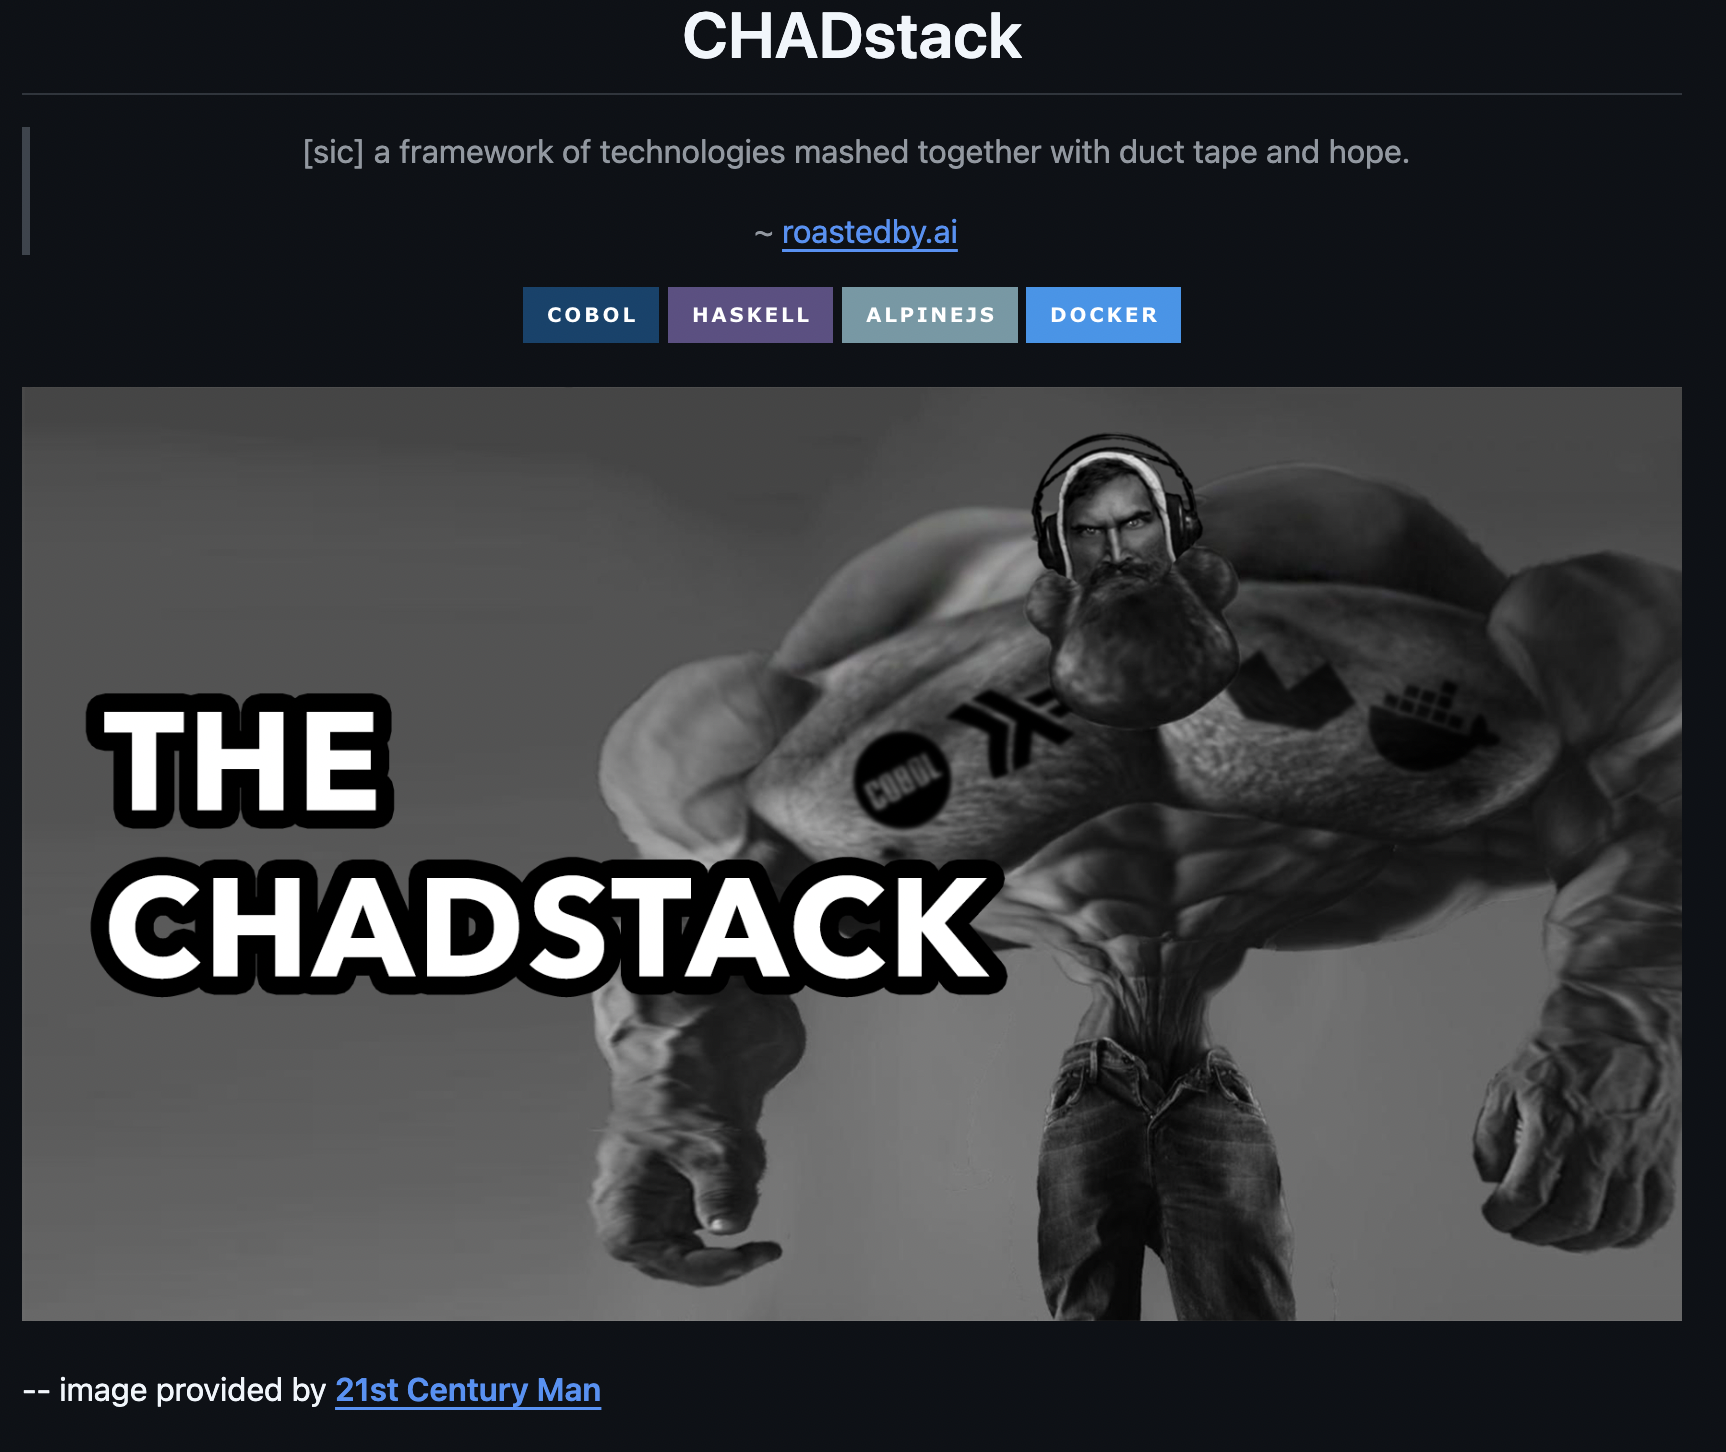 CHADstack
[sic] a framework of technologies mashed together with duct tape and hope.
~ roastedby.ai
COBOL HASKELL ALPINEJS DOCKER
COBOL
THE
CHADSTACK
-- image provided by 21st Century Man